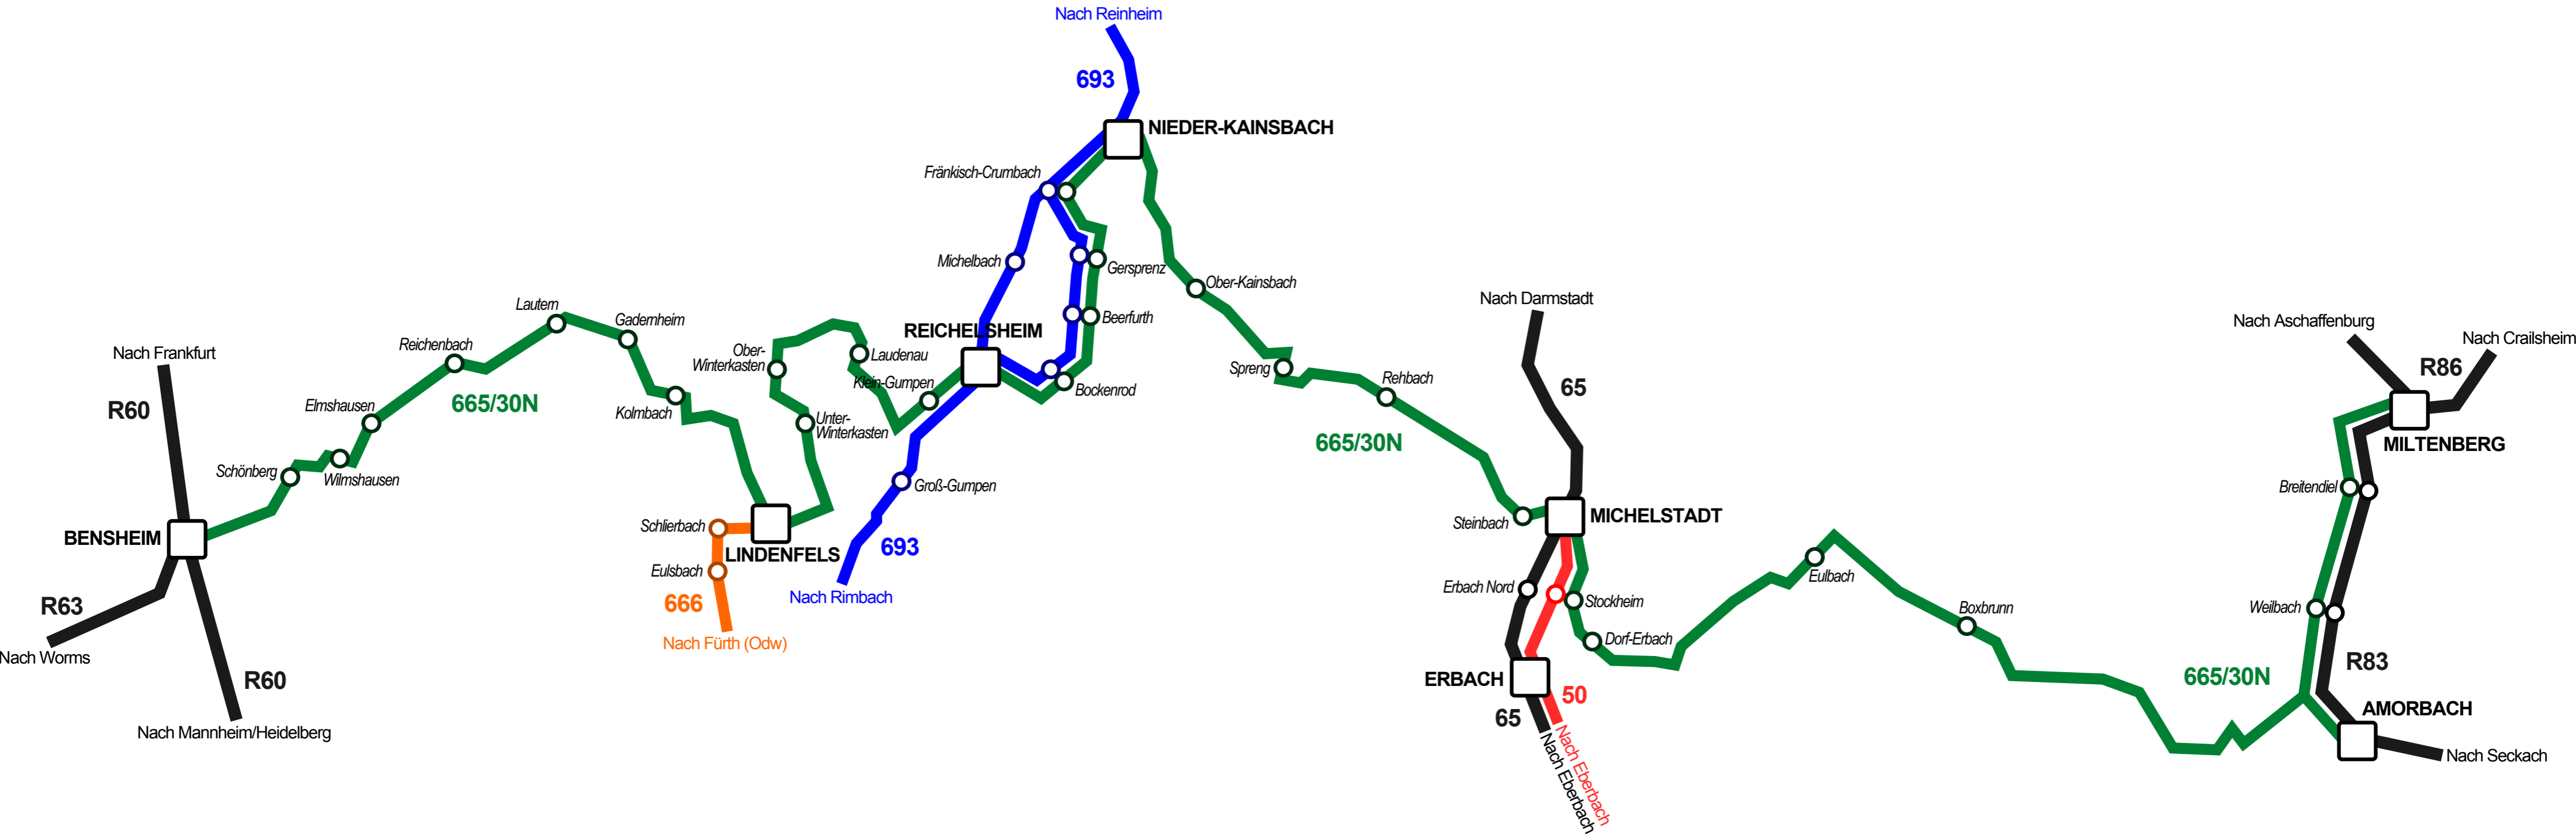 Nach Reinheim
693
NIEDER-KAINSBACH
Fränkisch-Crumbach
Michelbach
Gersprenz
Ober-Kainsbach
Nach Darmstadt
Lautern
Gadernheim
Beerfurth
Nach Aschaffenburg
REICHELSHEIM
Nach Crailsheim
Reichenbach
Nach Frankfurt
Ober-
Winterkasten
Laudenau
Spreng
Rehbach
R86
Klein-Gumpen
Bockenrod
65
R60
Elmshausen
665/30N
Kolmbach
Unter-
Winterkasten
665/30N
MILTENBERG
Schönberg
Wilmshausen
Groß-Gumpen
Breitendiel
Steinbach
MICHELSTADT
Schlierbach
BENSHEIM
LINDENFELS
693
Eulsbach
Eulbach
Erbach Nord
Stockheim
Nach Rimbach
R63
666
Boxbrunn
Weilbach
Nach Fürth (Odw)
Dorf-Erbach
Nach Worms
R60
ERBACH
50
665/30N
R83
65
AMORBACH
Nach Mannheim/Heidelberg
Nach Eberbach
Nach Eberbach
Nach Seckach